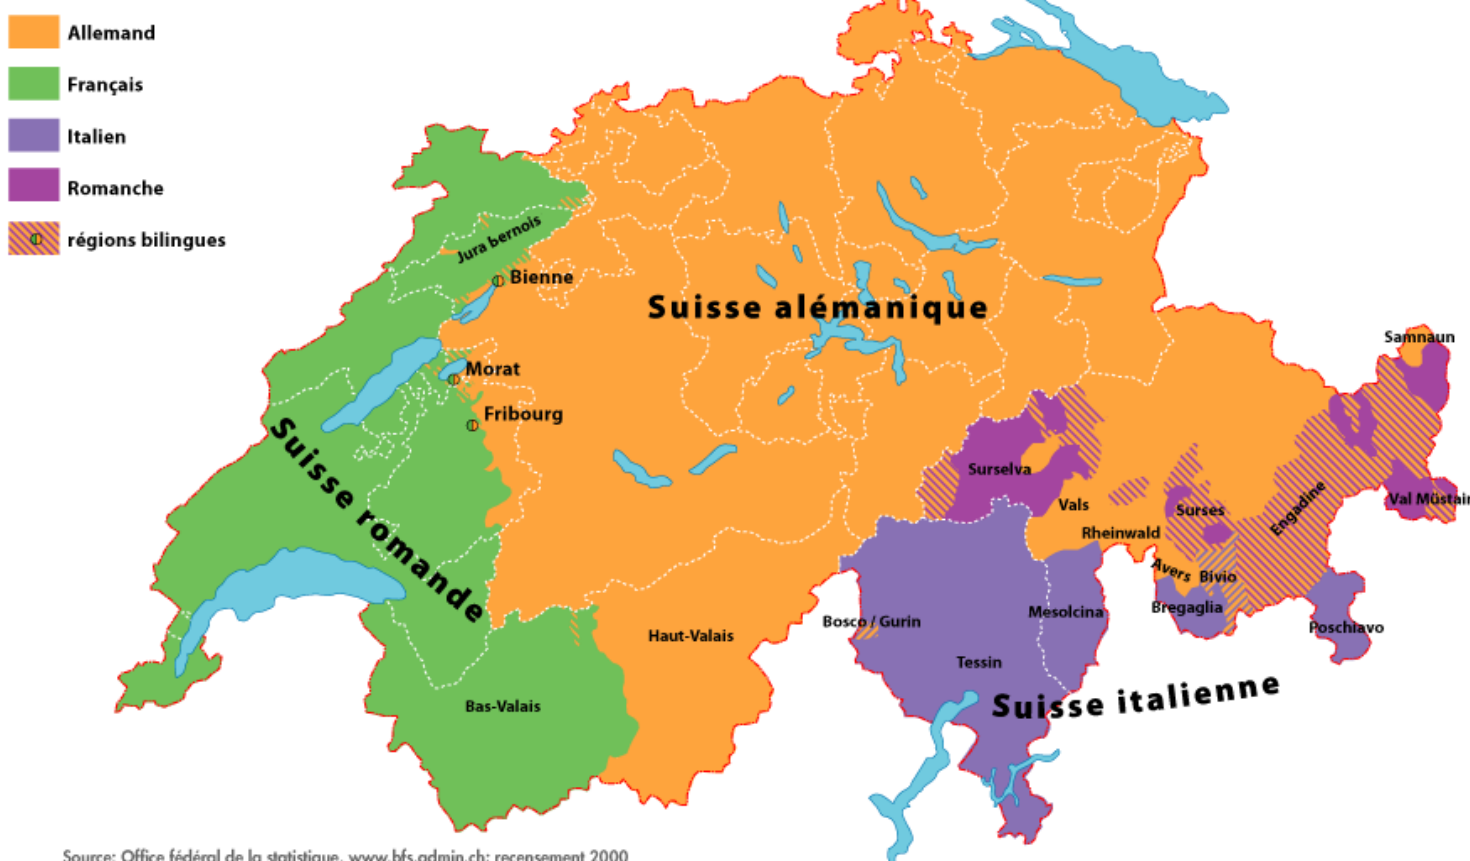 Allemand
Français
Italien
Romanche
régions bilingues
Jura bernois
Bienne
Suisse alémanique
Samnaun
Morat
Fribourg
Suisse romande
Surselva
Vals
Surses
Engadine
Val Müstair
Rheinwald
Avers
Bivio
Bregaglia
Mesolcina
Bosco / Gurin
Poschiavo
Haut-Valais
Tessin
Suisse italienne
Bas-Valais
Source: Office fédéral de la statistique, www.bfs.admin.ch; recensement 2000